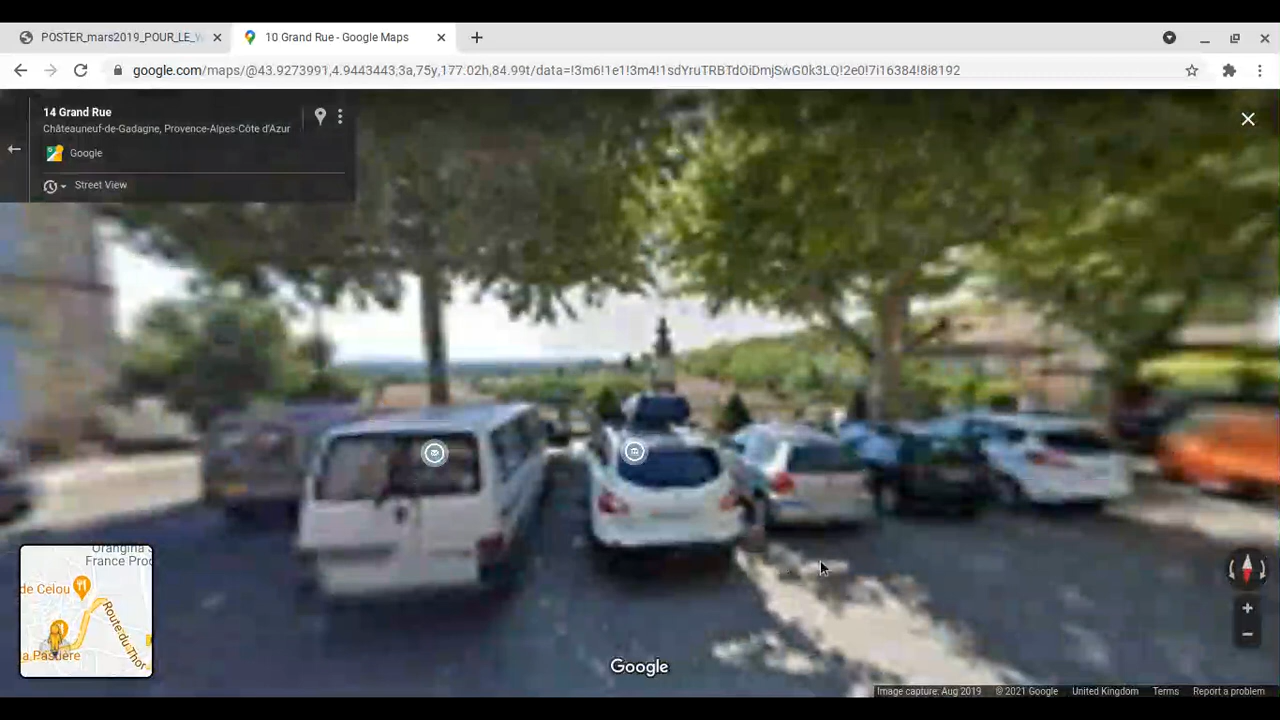 POSTER_mars2019_POUR_LE_
10 Grand Rue - Google Maps
google.com/maps/@43.9273991,4.9444443,3a,75y,177.02h,84.99t/data=!3m6!1e1!3m4!1sdYruTRBTdOiDmjSwG0k3LQ!2e0!7i16384!8i8192
14 Grand Rue
Châteauneuf-de-Gadagne, Provence-Alpes-Côte d'Azur
Google
Street View
Orangina
France Proc
de Celou
Route du Thor
a Pastière
Google
Image capture: Aug 2019 © 2021 Google United Kingdom Terms Report a problem